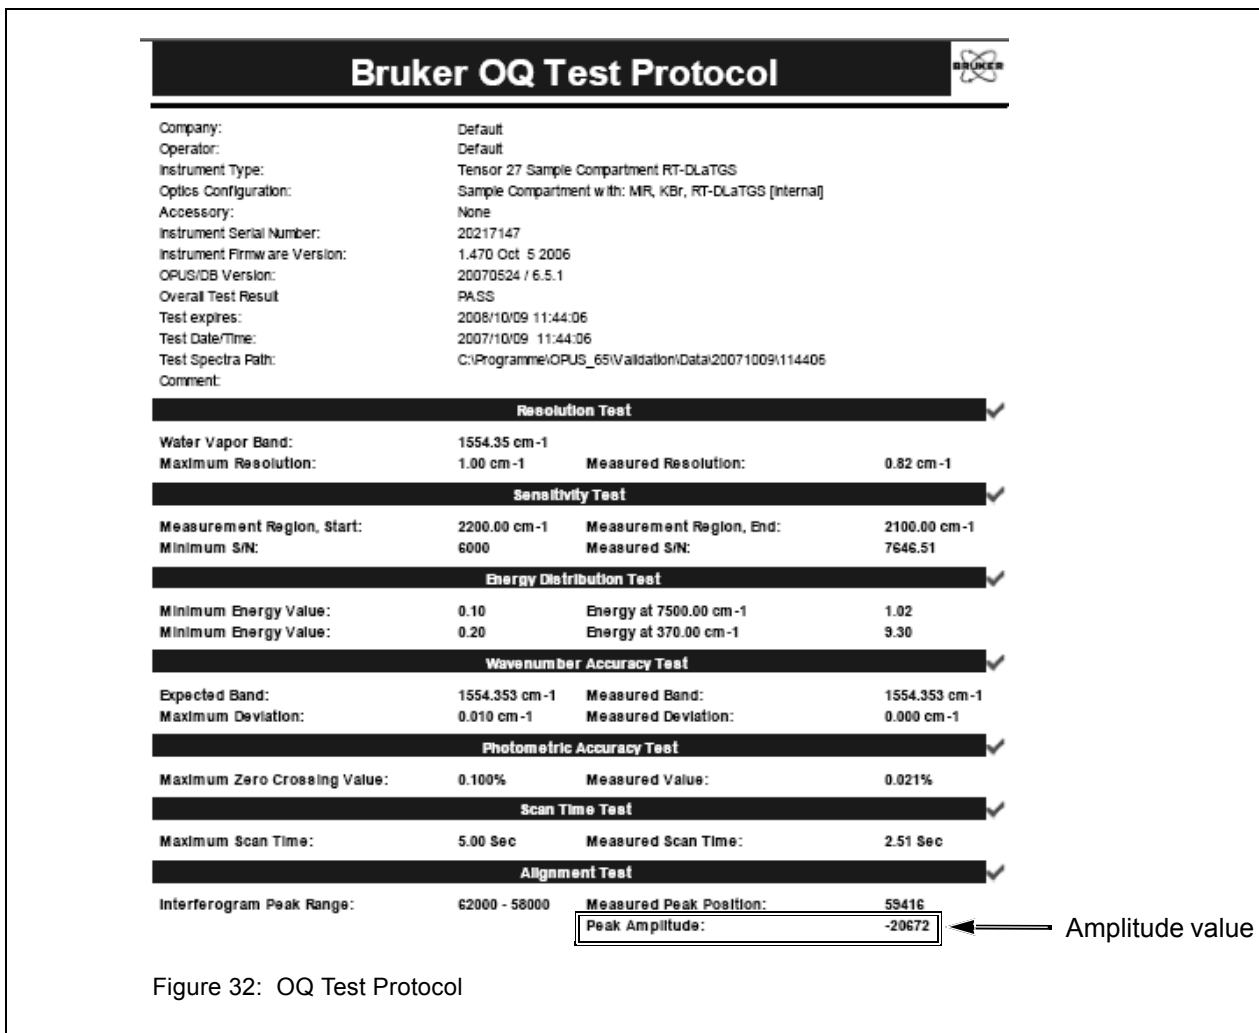 Bruker OQ Test Protocol
BRUKER
Company: Default
Operator: Default
Instrument Type: Tensor 27 Sample Compartment RT-DLaTGS
Optics Configuration: Sample Compartment with: MIR, KBr, RT-DLaTGS [Internal]
Accessory: None
Instrument Serial Number: 20217147
Instrument Firmware Version: 1.470 Oct 5 2006
OPUS/DB Version: 20070524 / 6.5.1
Overall Test Result PASS
Test expires: 2008/10/09 11:44:06
Test Date/Time: 2007/10/09 11:44:06
Test Spectra Path: C:\Programme\OPUS_65\Validation\Data\20071009\114406
Comment:
Resolution Test
Water Vapor Band: 1554.35 cm-1
Maximum Resolution: 1.00 cm-1 Measured Resolution: 0.82 cm-1
Sensitivity Test
Measurement Region, Start: 2200.00 cm-1 Measurement Region, End: 2100.00 cm-1
Minimum S/N: 6000 Measured S/N: 7646.51
Energy Distribution Test
Minimum Energy Value: 0.10 Energy at 7500.00 cm-1 1.02
Minimum Energy Value: 0.20 Energy at 370.00 cm-1 9.30
Wavenumber Accuracy Test
Expected Band: 1554.353 cm-1 Measured Band: 1554.353 cm-1
Maximum Deviation: 0.010 cm-1 Measured Deviation: 0.000 cm-1
Photometric Accuracy Test
Maximum Zero Crossing Value: 0.100% Measured Value: 0.021%
Scan Time Test
Maximum Scan Time: 5.00 Sec Measured Scan Time: 2.51 Sec
Alignment Test
Interferogram Peak Range: 62000 - 58000 Measured Peak Position: 59416
Peak Amplitude: -20672
Amplitude value
Figure 32: OQ Test Protocol